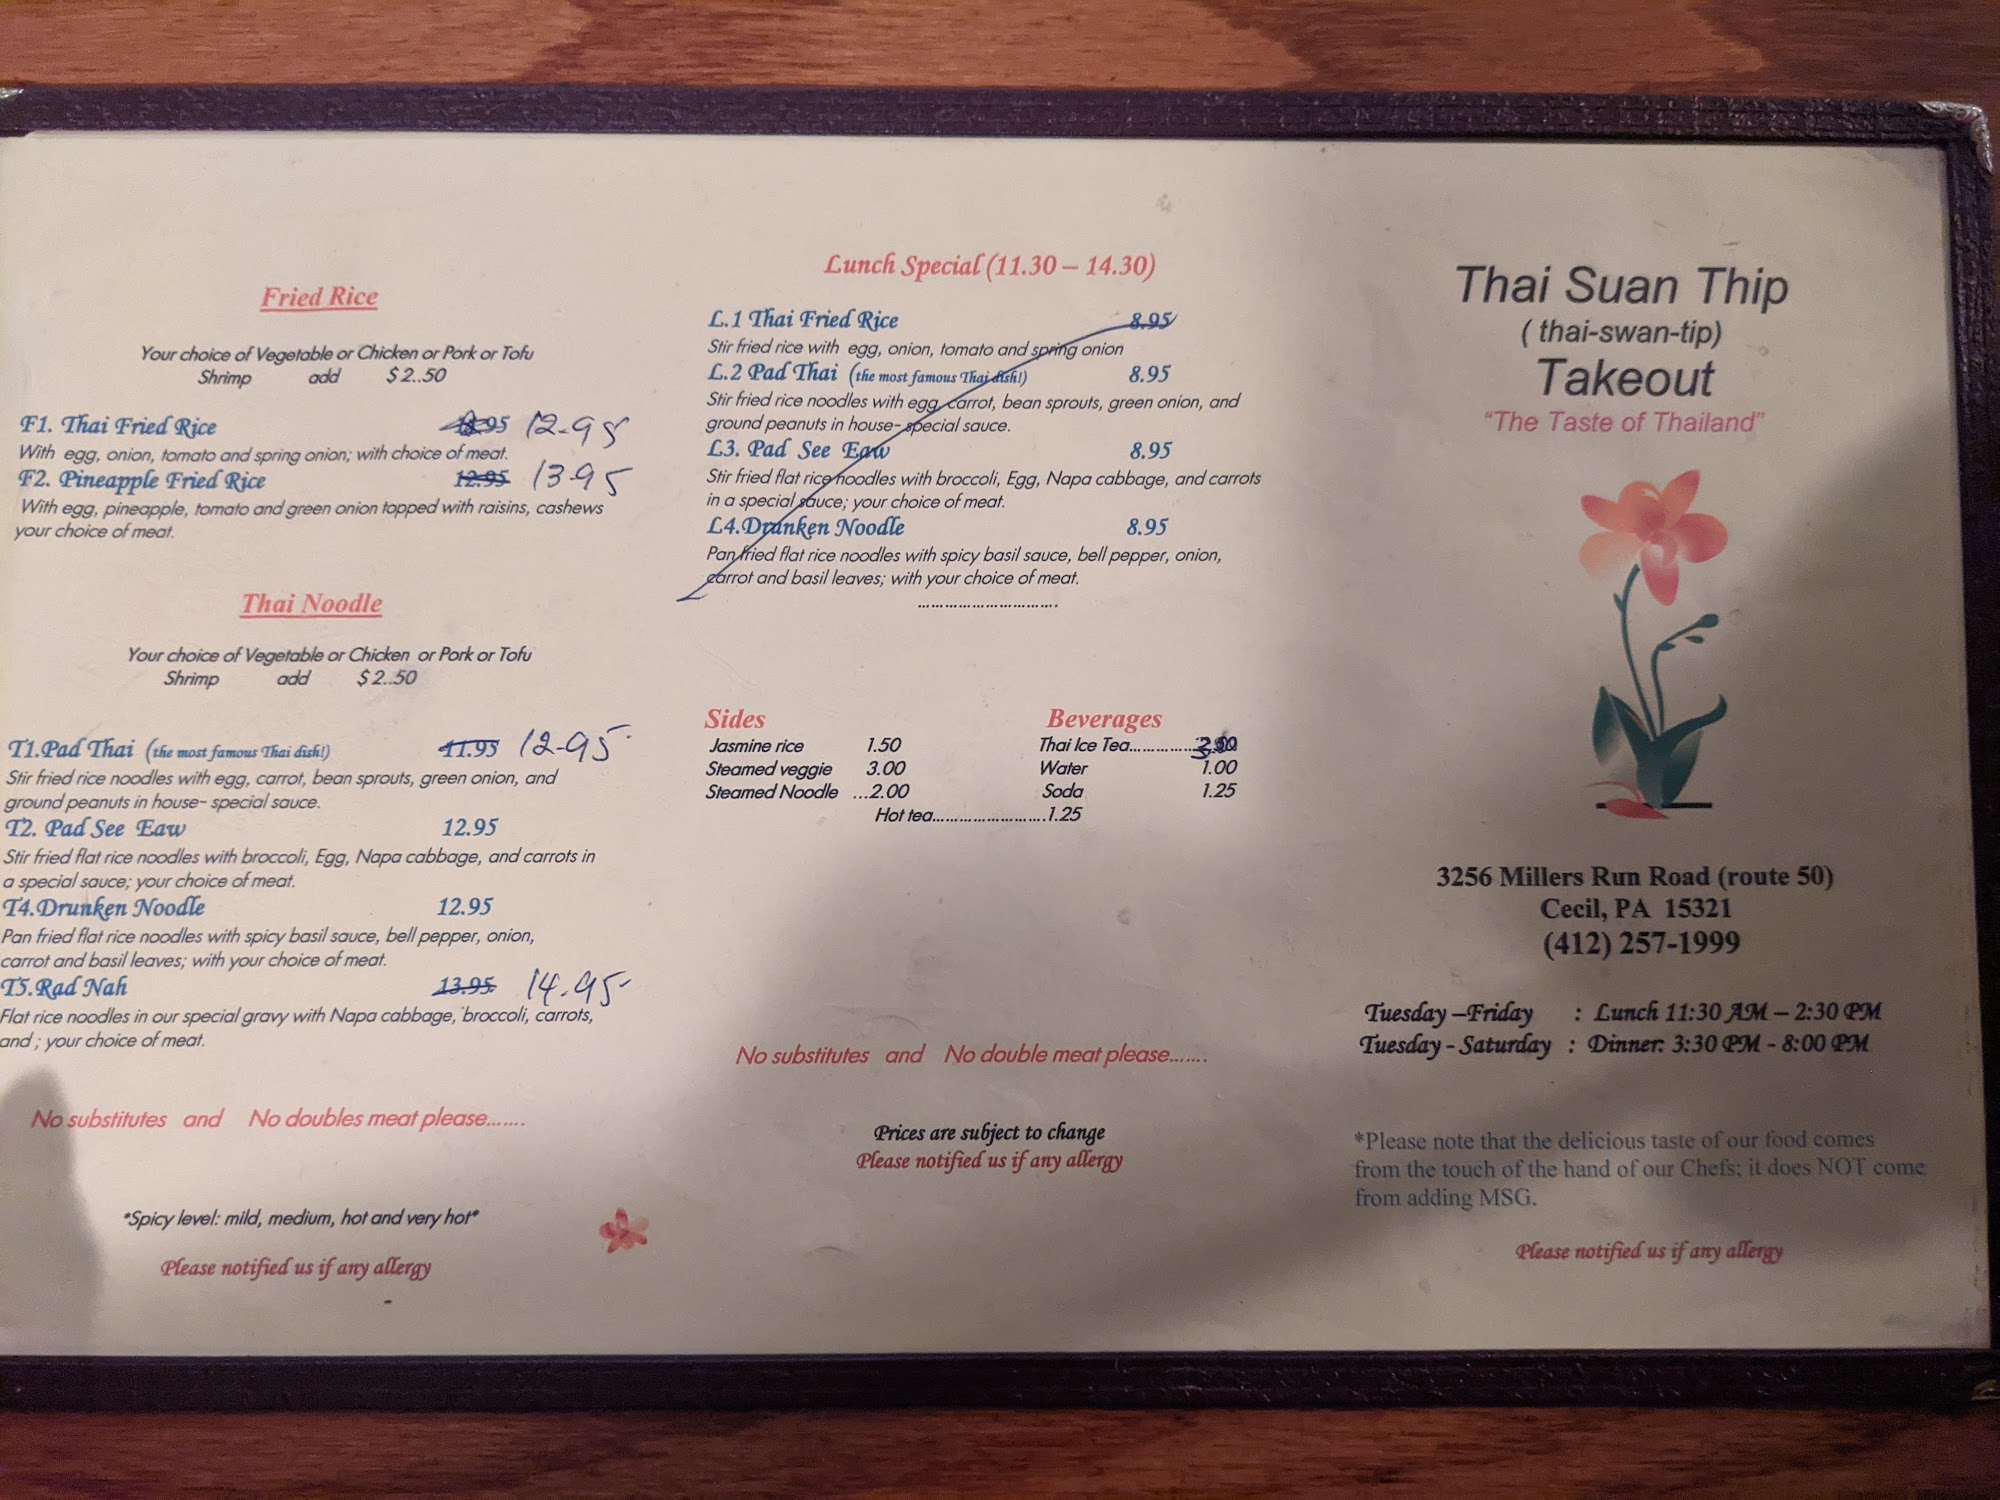 Fried Rice
Your choice of Vegetable or Chicken or Pork or Tofu
Shrimp add $2..50
F1. Thai Fried Rice 12-95
With egg, onion, tomato and spring onion; with choice of meat.
F2. Pineapple Fried Rice 12.95 13-95
With egg, pineapple, tomato and green onion topped with raisins, cashews
your choice of meat.
Thai Noodle
Your choice of Vegetable or Chicken or Pork or Tofu
Shrimp add $2..50
T1.Pad Thai (the most famous Thai dish!) 11.95 12-95
Stir fried rice noodles with egg, carrot, bean sprouts, green onion, and
ground peanuts in house- special sauce.
T2. Pad See Eaw 12.95
Stir fried flat rice noodles with broccoli, Egg, Napa cabbage, and carrots in
a special sauce; your choice of meat.
T4.Drunken Noodle 12.95
Pan fried flat rice noodles with spicy basil sauce, bell pepper, onion,
carrot and basil leaves; with your choice of meat.
T5.Rad Nah 13.95 14.95
Flat rice noodles in our special gravy with Napa cabbage, broccoli, carrots,
and ; your choice of meat.
No substitutes and No doubles meat please.......
*Spicy level: mild, medium, hot and very hot*
Please notified us if any allergy
Lunch Special (11.30 – 14.30)
L.1 Thai Fried Rice 8.95
Stir fried rice with egg, onion, tomato and spring onion
L.2 Pad Thai (the most famous Thai dish!) 8.95
Stir fried rice noodles with egg, carrot, bean sprouts, green onion, and
ground peanuts in house- special sauce.
L3. Pad See Eaw 8.95
Stir fried flat rice noodles with broccoli, Egg, Napa cabbage, and carrots
in a special sauce; your choice of meat.
L4.Drunken Noodle 8.95
Pan fried flat rice noodles with spicy basil sauce, bell pepper, onion,
carrot and basil leaves; with your choice of meat.
............................
Sides
Jasmine rice 1.50
Steamed veggie 3.00
Steamed Noodle ...2.00
Beverages
Thai Ice Tea...............
Water 1.00
Soda 1.25
Hot tea.........................1.25
No substitutes and No double meat please.......
Prices are subject to change
Please notified us if any allergy
Thai Suan Thip
( thai-swan-tip)
Takeout
"The Taste of Thailand"
3256 Millers Run Road (route 50)
Cecil, PA 15321
(412) 257-1999
Tuesday –Friday : Lunch 11:30 AM – 2:30 PM
Tuesday - Saturday : Dinner: 3:30 PM - 8:00 PM
*Please note that the delicious taste of our food comes
from the touch of the hand of our Chefs; it does NOT come
from adding MSG.
Please notified us if any allergy